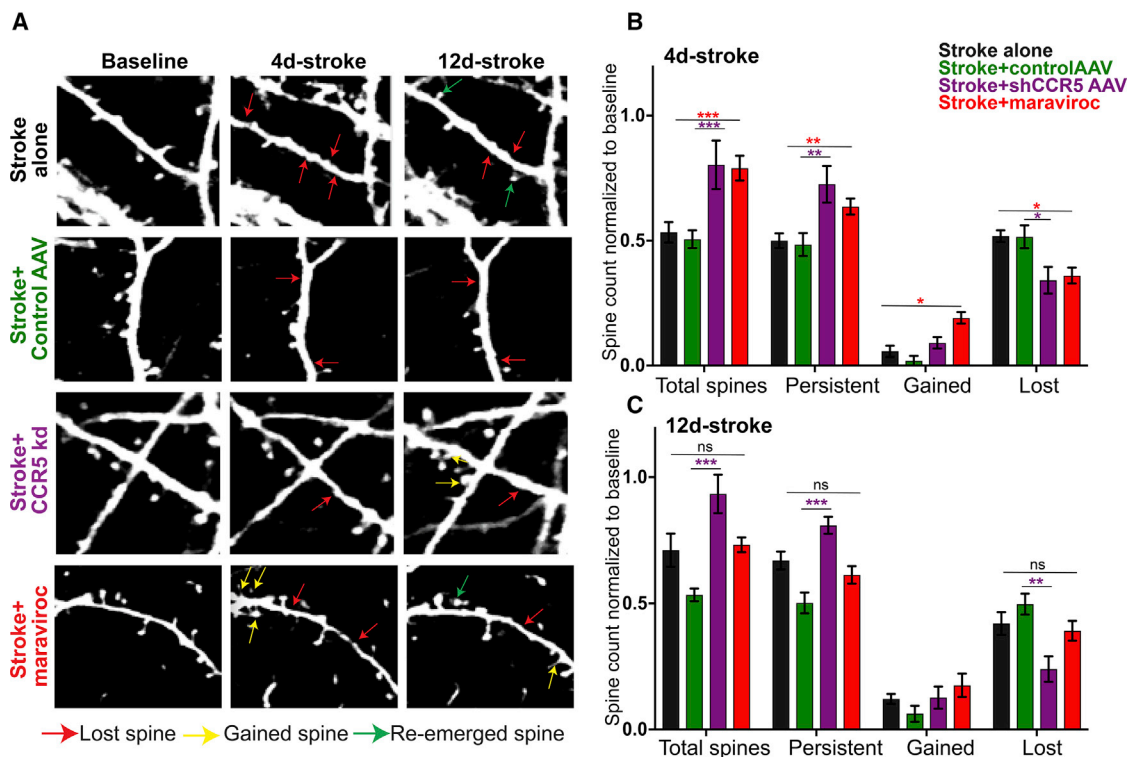 A
Baseline
4d-stroke
12d-stroke
Stroke
alone
Stroke+
Control AAV
Stroke+
CCR5 kd
Stroke+
maraviroc
Lost spine
Gained spine
Re-emerged spine
B
4d-stroke
Stroke alone
Stroke+controlAAV
Stroke+shCCR5 AAV
Stroke+maraviroc
Spine count normalized to baseline
1.0
0.5
0.0
***
***
**
**
*
*
*
Total spines
Persistent
Gained
Lost
C
12d-stroke
Spine count normalized to baseline
1.0
0.5
0.0
ns
***
ns
***
ns
**
Total spines
Persistent
Gained
Lost